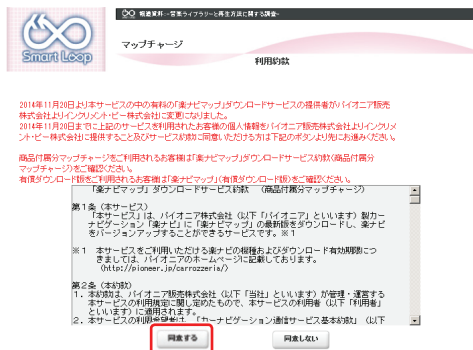 Smart Loop
マップチャージ
利用約款
2014年11月20日より本サービスの中の有料の「楽ナビマップ」ダウンロードサービスの提供者がパイオニア販売
株式会社よりインクリメント・ピー株式会社に変更になりました。
2014年11月20日までに上記のサービスを利用されたお客様の個人情報をパイオニア販売株式会社よりインクリメ
ント・ピー株式会社に提供すること及びサービス約款に同意いただける方は下記のボタンより先にお進みください。
商品付属分マップチャージをご利用されるお客様は「楽ナビマップ」ダウンロードサービス約款(商品付属分
マップチャージ)をご確認ください。
有償ダウンロード版をご利用されるお客様は「楽ナビマップ」(有償ダウンロード版)をご確認ください。
「楽ナビマップ」ダウンロードサービス約款 (商品付属分マップチャージ)
第1条(本サービス)
「本サービス」は、パイオニア株式会社(以下「パイオニア」といいます)製カー
ナビゲーション「楽ナビ」に「楽ナビマップ」の最新版をダウンロードし、楽ナビ
をバージョンアップすることができるサービスです。※1
※1 本サービスをご利用いただける楽ナビの機種およびダウンロード有効期限につ
きましては、パイオニアのホームページに記載しております。
(http://pioneer.jp/carrozzeria/)
第2条(本約款)
1．本約款は、パイオニア販売株式会社(以下「当社」といいます)が管理・運営する
本サービスの利用規定に関し定めたもので、本サービスの利用者(以下「利用者」
といいます)に適用されます。
2．本サービスの利用希望者は、「カーナビゲーション通信サービス基本約款」(以下
同意する
同意しない